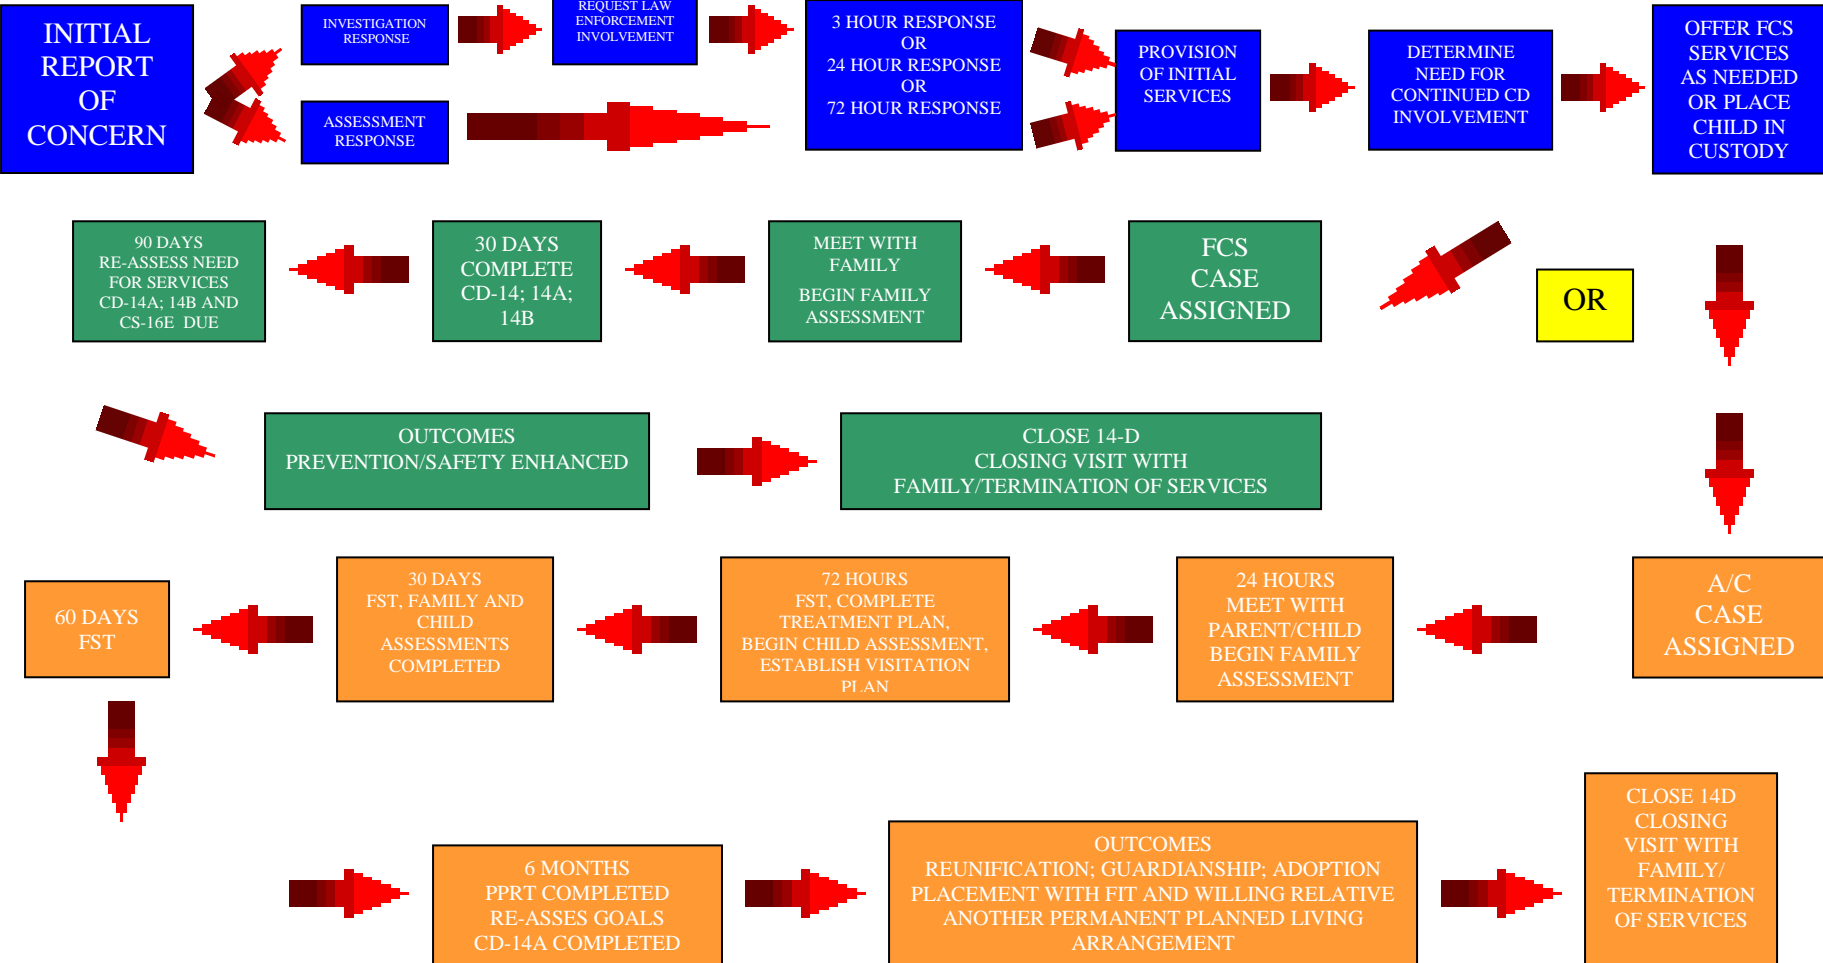 INITIAL
REPORT
OF
CONCERN
INVESTIGATION
RESPONSE
REQUEST LAW
ENFORCEMENT
INVOLVEMENT
ASSESSMENT
RESPONSE
3 HOUR RESPONSE
OR
24 HOUR RESPONSE
OR
72 HOUR RESPONSE
PROVISION
OF INITIAL
SERVICES
DETERMINE
NEED FOR
CONTINUED CD
INVOLVEMENT
OFFER FCS
SERVICES
AS NEEDED
OR PLACE
CHILD IN
CUSTODY
OR
FCS
CASE
ASSIGNED
MEET WITH
FAMILY
BEGIN FAMILY
ASSESSMENT
30 DAYS
COMPLETE
CD-14; 14A;
14B
90 DAYS
RE-ASSESS NEED
FOR SERVICES
CD-14A; 14B AND
CS-16E DUE
OUTCOMES
PREVENTION/SAFETY ENHANCED
CLOSE 14-D
CLOSING VISIT WITH
FAMILY/TERMINATION OF SERVICES
A/C
CASE
ASSIGNED
24 HOURS
MEET WITH
PARENT/CHILD
BEGIN FAMILY
ASSESSMENT
72 HOURS
FST, COMPLETE
TREATMENT PLAN,
BEGIN CHILD ASSESSMENT,
ESTABLISH VISITATION
PLAN
30 DAYS
FST, FAMILY AND
CHILD
ASSESSMENTS
COMPLETED
60 DAYS
FST
6 MONTHS
PPRT COMPLETED
RE-ASSES GOALS
CD-14A COMPLETED
OUTCOMES
REUNIFICATION; GUARDIANSHIP; ADOPTION
PLACEMENT WITH FIT AND WILLING RELATIVE
ANOTHER PERMANENT PLANNED LIVING
ARRANGEMENT
CLOSE 14D
CLOSING
VISIT WITH
FAMILY/
TERMINATION
OF SERVICES